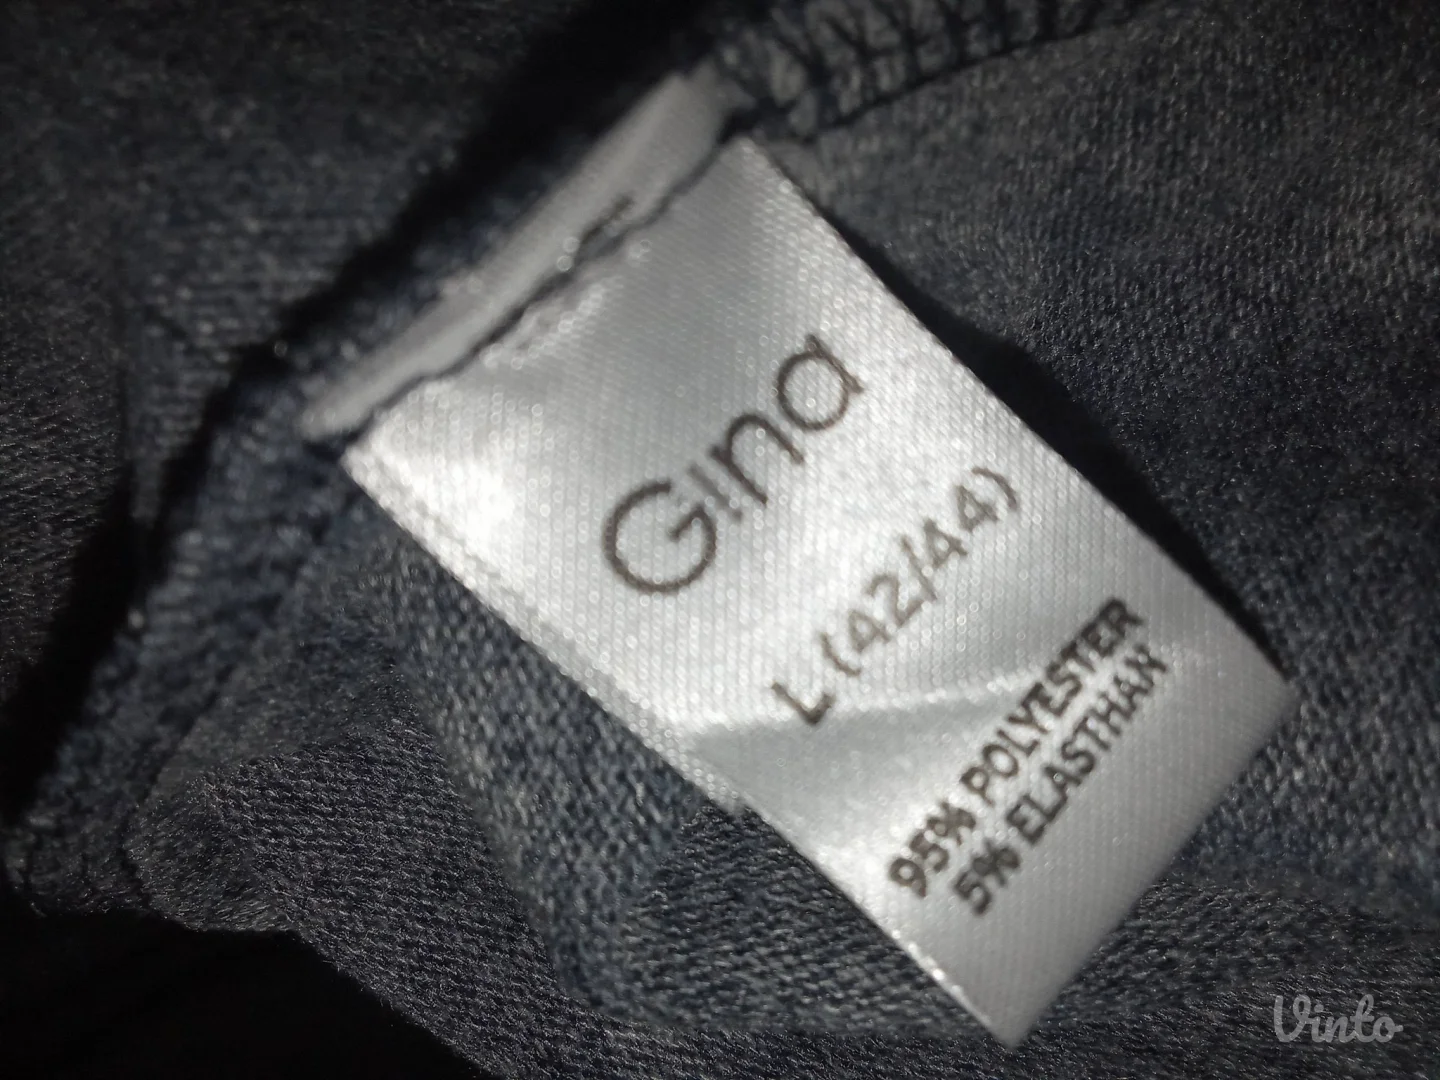 Gina
L (42/44)
95% POLYESTER
5% ELASTHAN
Vinto